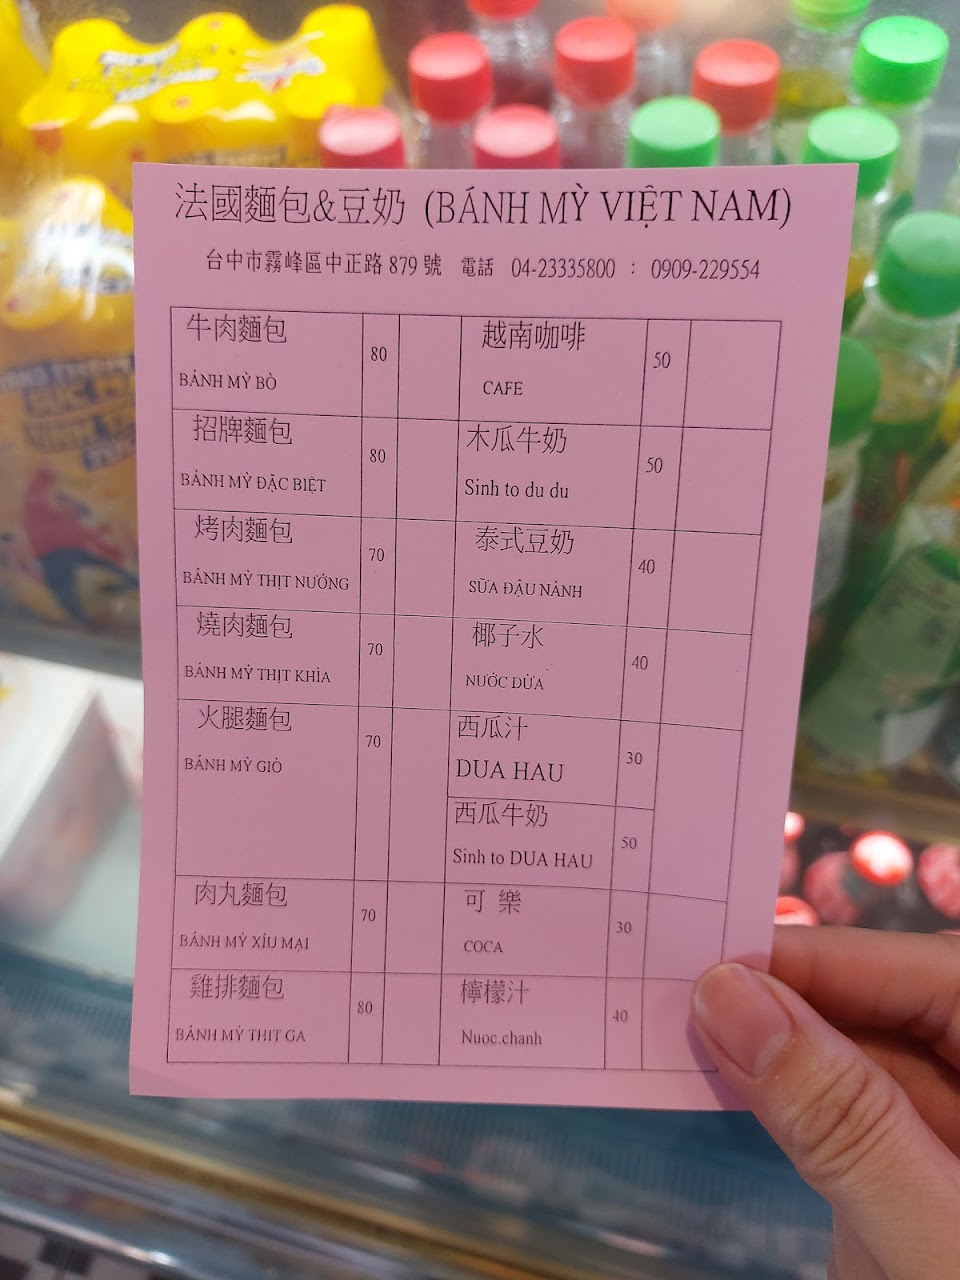 法國麵包&豆奶 (BÁNH MỲ VIỆT NAM)
台中市霧峰區中正路 879 號 電話 04-23335800 : 0909-229554
牛肉麵包
BÁNH MỲ BÒ
80
越南咖啡
CAFE
50
招牌麵包
BÁNH MỲ ĐẶC BIỆT
80
木瓜牛奶
Sinh to du du
50
烤肉麵包
BÁNH MỲ THỊT NƯỚNG
70
泰式豆奶
SỮA ĐẬU NÀNH
40
燒肉麵包
BÁNH MỲ THỊT KHÌA
70
椰子水
NƯỚC DỪA
40
火腿麵包
BÁNH MỲ GIÒ
70
西瓜汁
DUA HAU
30
西瓜牛奶
Sinh to DUA HAU
50
肉丸麵包
BÁNH MỲ XÍU MẠI
70
可 樂
COCA
30
雞排麵包
BÁNH MỲ THIT GA
80
檸檬汁
Nuoc.chanh
40